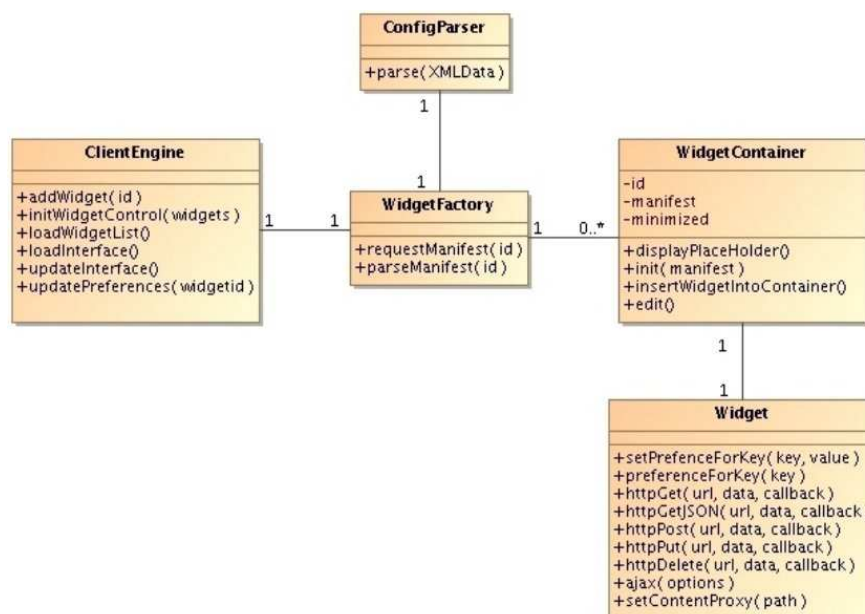 ConfigParser
+parse( XMLData )
1
1
ClientEngine
+addWidget( id )
+initWidgetControl( widgets )
+loadWidgetList()
+loadInterface()
+updateInterface()
+updatePreferences( widgetid )
1
1
WidgetFactory
+requestManifest( id )
+parseManifest( id )
1
0..*
WidgetContainer
-id
-manifest
-minimized
+displayPlaceHolder()
+init( manifest )
+insertWidgetIntoContainer()
+edit()
1
1
Widget
+setPrefenceForKey( key, value )
+preferenceForKey( key )
+httpGet( url, data, callback )
+httpGetJSON( url, data, callback
+httpPost( url, data, callback )
+httpPut( url, data, callback )
+httpDelete( url, data, callback )
+ajax( options )
+setContentProxy( path )